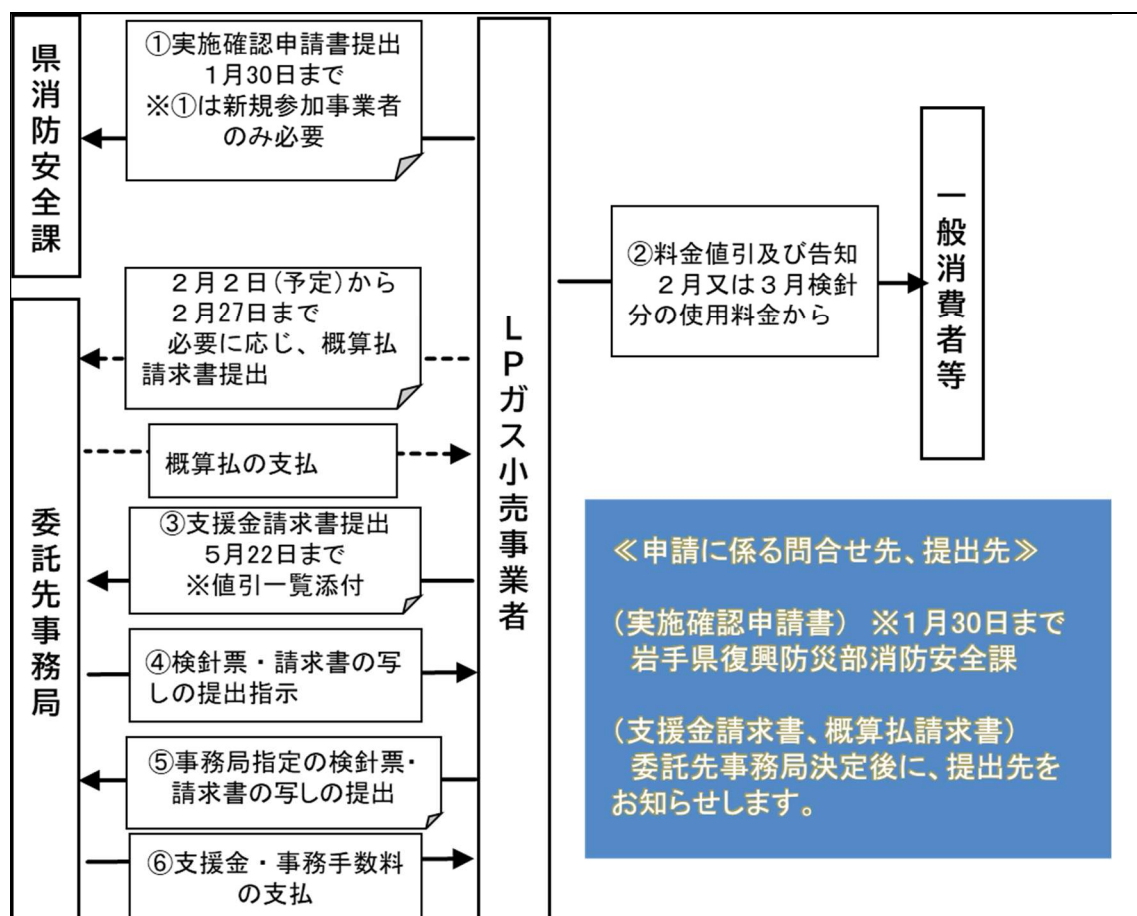 県消防安全課
①実施確認申請書提出
１月30日まで
※①は新規参加事業者
のみ必要
２月２日(予定)から
２月27日まで
必要に応じ、概算払
請求書提出
概算払の支払
委託先事務局
③支援金請求書提出
５月22日まで
※値引一覧添付
④検針票・請求書の写
しの提出指示
⑤事務局指定の検針票・
請求書の写しの提出
⑥支援金・事務手数料
の支払
ＬＰガス小売事業者
②料金値引及び告知
２月又は３月検針
分の使用料金から
一般消費者等
≪申請に係る問合せ先、提出先≫
（実施確認申請書） ※１月30日まで
岩手県復興防災部消防安全課
（支援金請求書、概算払請求書）
委託先事務局決定後に、提出先を
お知らせします。